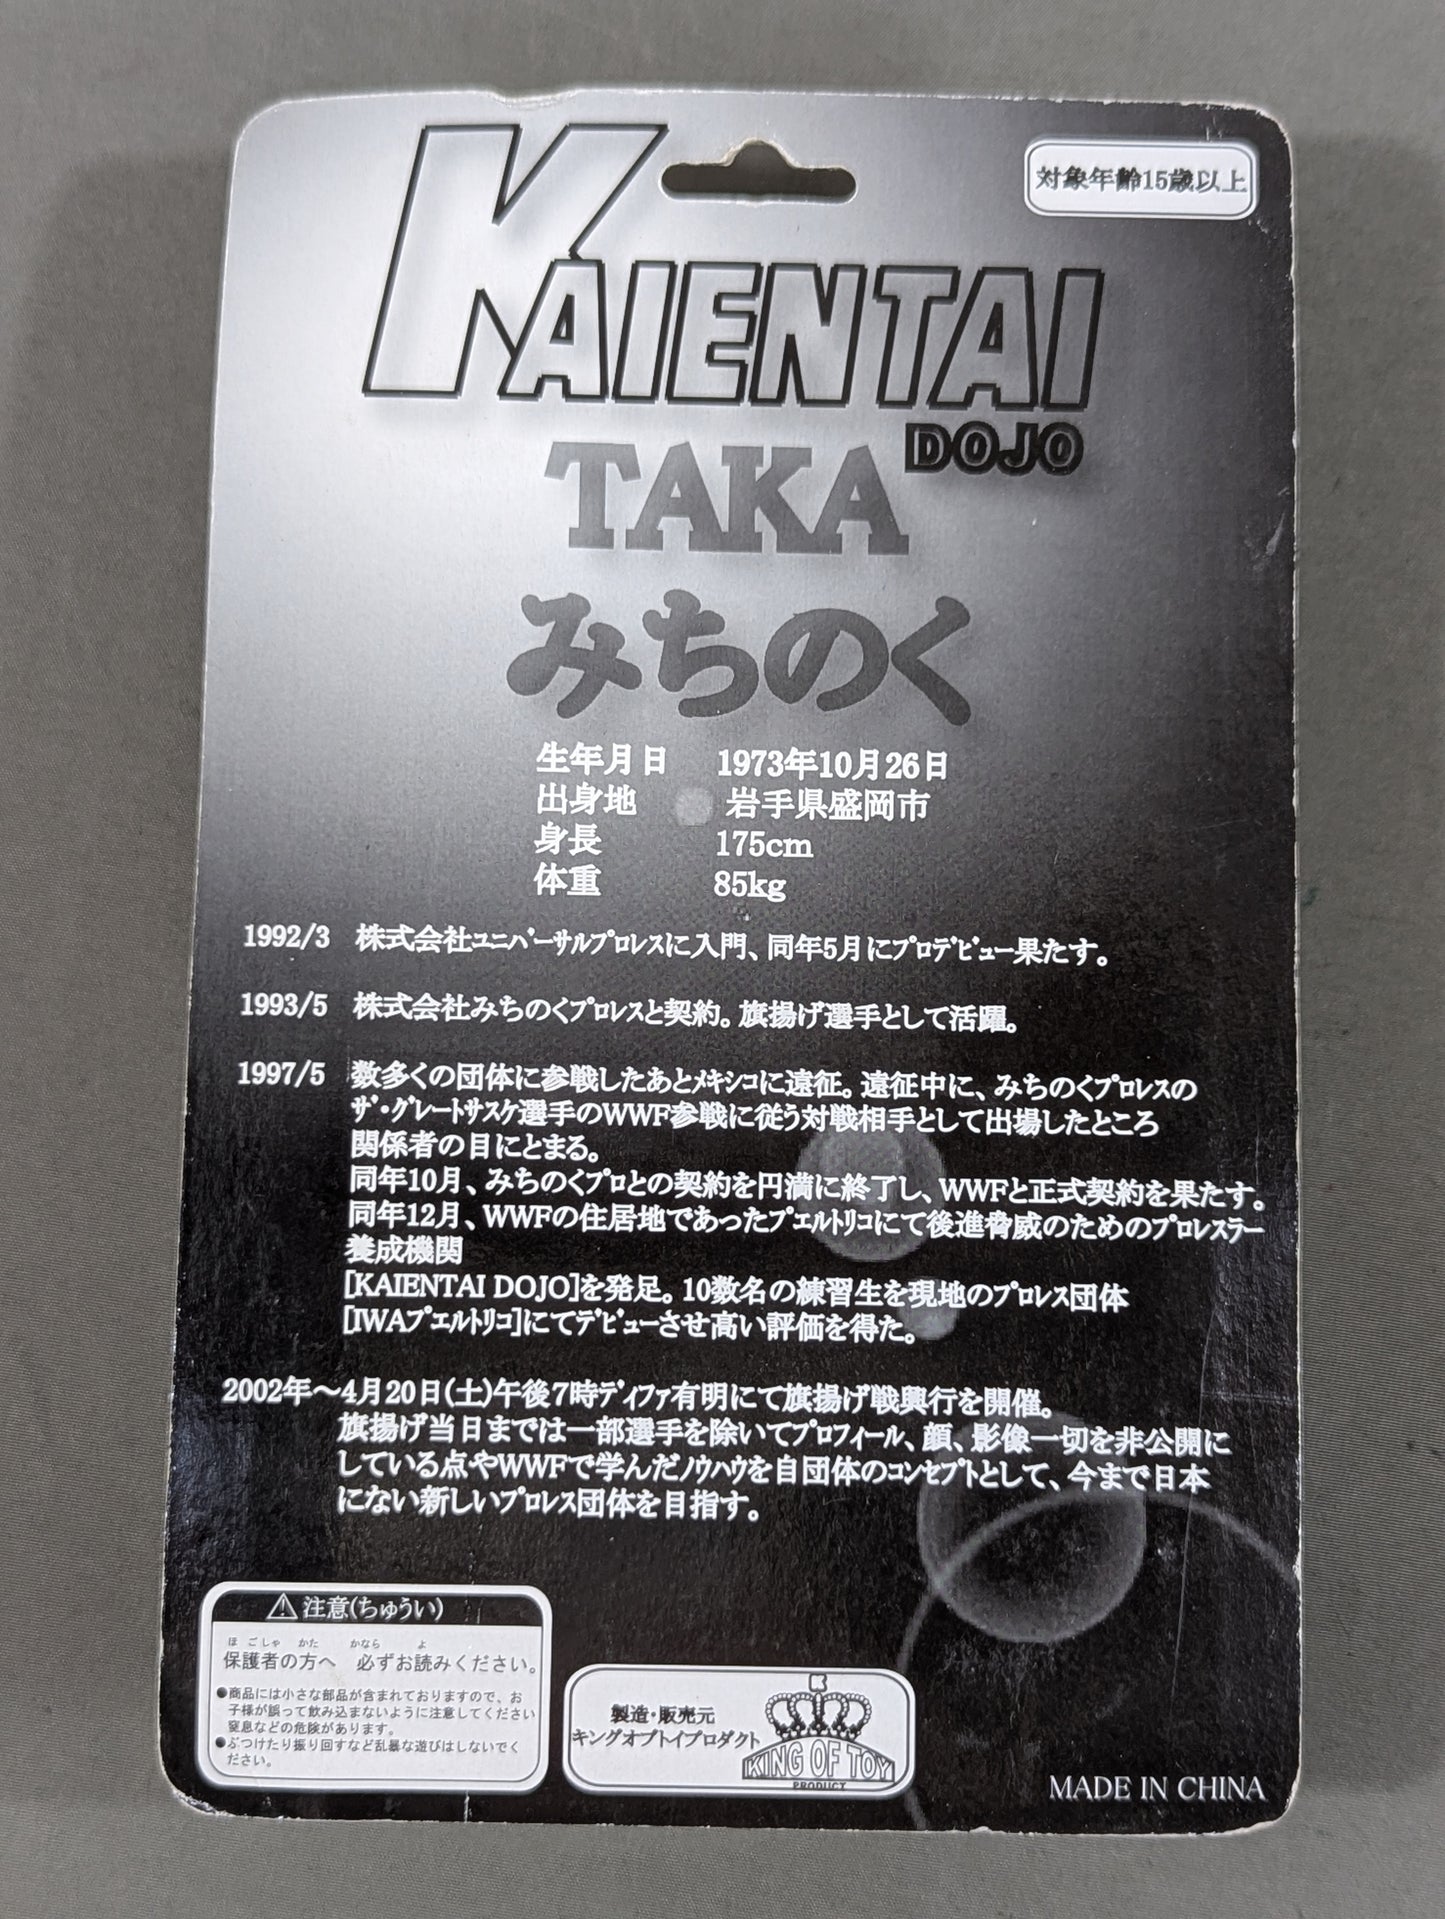 対象年齢15歳以上
KAIENTAI
DOJO
TAKA
みちのく
生年月日 1973年10月26日
出身地 岩手県盛岡市
身長 175cm
体重 85kg
1992/3 株式会社ﾕﾆﾊﾞｰｻﾙﾌﾟﾛﾚｽに入門、同年5月にﾌﾟﾛﾃﾞﾋﾞｭｰ果たす。
1993/5 株式会社みちのくﾌﾟﾛﾚｽと契約。旗揚げ選手として活躍。
1997/5 数多くの団体に参戦したあとﾒｷｼｺに遠征。遠征中に、みちのくﾌﾟﾛﾚｽの
ｻﾞ･ｸﾞﾚｰﾄｻｽｹ選手のWWF参戦に従う対戦相手として出場したところ
関係者の目にとまる。
同年10月、みちのくﾌﾟﾛとの契約を円満に終了し、WWFと正式契約を果たす。
同年12月、WWFの住居地であったﾌﾟｴﾙﾄﾘｺにて後進脅威のためのﾌﾟﾛﾚｽﾗｰ
養成機関
[KAIENTAI DOJO]を発足。10数名の練習生を現地のﾌﾟﾛﾚｽ団体
[IWAﾌﾟｴﾙﾄﾘｺ]にてﾃﾞﾋﾞｭｰさせ高い評価を得た。
2002年～4月20日(土)午後7時ﾃﾞｨﾌｧ有明にて旗揚げ戦興行を開催。
旗揚げ当日までは一部選手を除いてﾌﾟﾛﾌｨｰﾙ、顔、影像一切を非公開に
している点やWWFで学んだﾉｳﾊｳを自団体のｺﾝｾﾌﾟﾄとして、今まで日本
にない新しいﾌﾟﾛﾚｽ団体を目指す。
⚠注意(ちゅうい)
ほごしゃ かた かなら よ
保護者の方へ 必ずお読みください。
●商品には小さな部品が含まれておりますので、お
子様が誤って飲み込まないように注意してください
窒息などの危険があります。
●ぶつけたり振り回すなど乱暴な遊びはしないでく
ださい。
製造・販売元
キングオブトイプロダクト
K
KING OF TOY
PRODUCT
MADE IN CHINA